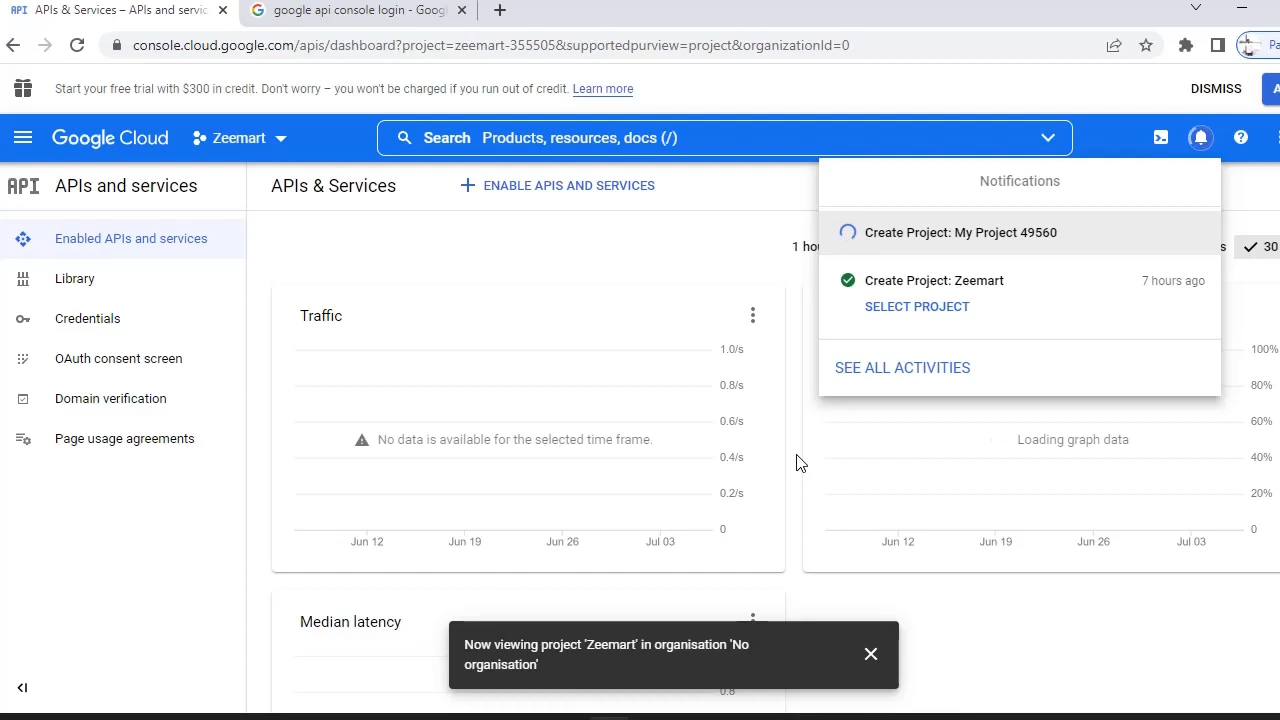 API APIs & Services – APIs and servic
google api console login - Goog
console.cloud.google.com/apis/dashboard?project=zeemart-355505&supportedpurview=project&organizationId=0
Pa
Start your free trial with $300 in credit. Don't worry – you won't be charged if you run out of credit. Learn more
DISMISS
A
Google Cloud
Zeemart
Search Products, resources, docs (/)
API APIs and services
APIs & Services
ENABLE APIS AND SERVICES
Enabled APIs and services
Library
Credentials
OAuth consent screen
Domain verification
Page usage agreements
1 hou
s
30
Notifications
Create Project: My Project 49560
Create Project: Zeemart
7 hours ago
SELECT PROJECT
SEE ALL ACTIVITIES
Traffic
1.0/s
0.8/s
0.6/s
No data is available for the selected time frame.
0.4/s
0.2/s
0
Jun 12
Jun 19
Jun 26
Jul 03
100%
80%
60%
Loading graph data
40%
20%
0
Jun 12
Jun 19
Jun 26
Jul 03
Median latency
0.8
Now viewing project 'Zeemart' in organisation 'No
organisation'